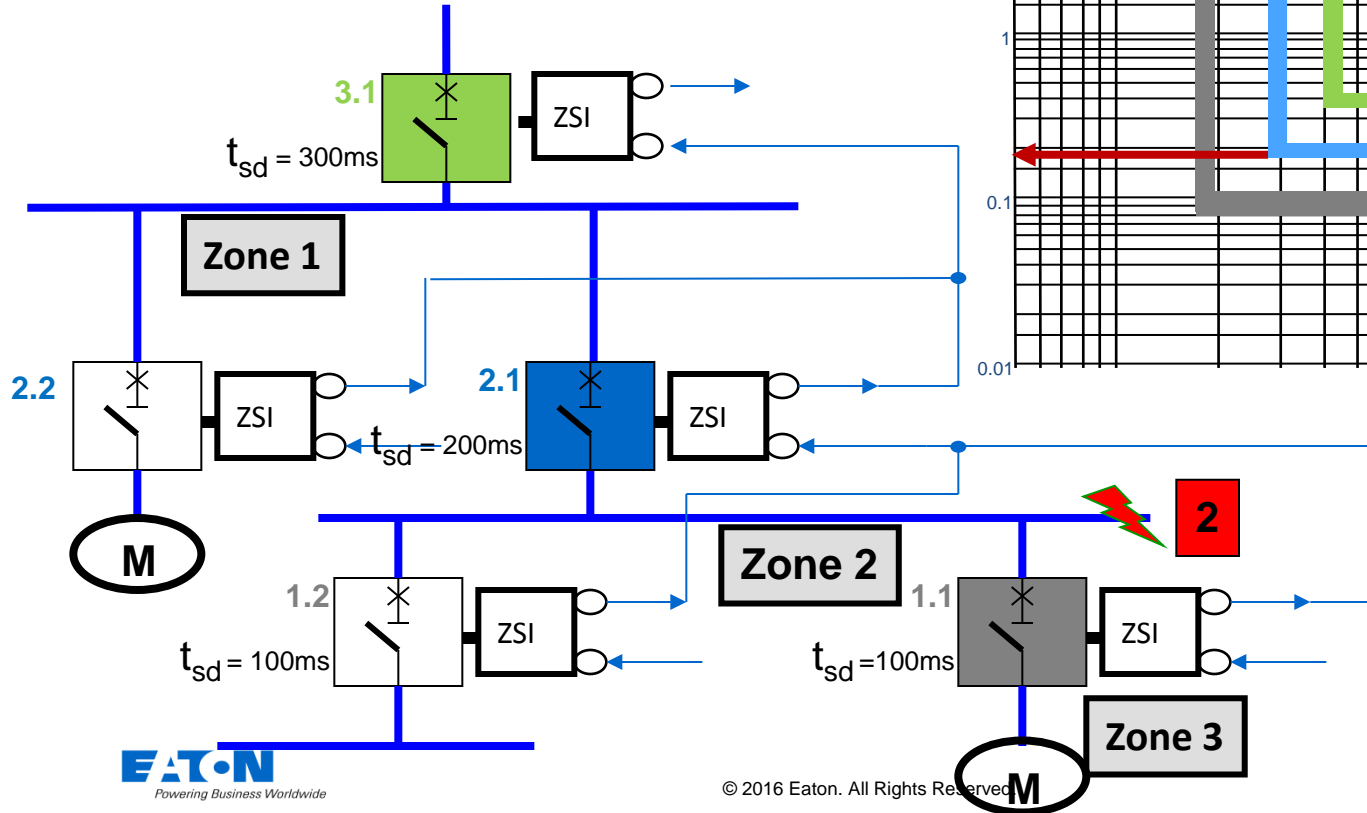 1
3.1
ZSI
tsd = 300ms
0.1
Zone 1
0.01
2.2
ZSI
2.1
ZSI
tsd = 200ms
2
M
Zone 2
1.2
ZSI
1.1
ZSI
tsd = 100ms
tsd =100ms
Zone 3
EATON
Powering Business Worldwide
© 2016 Eaton. All Rights Reserved.
M